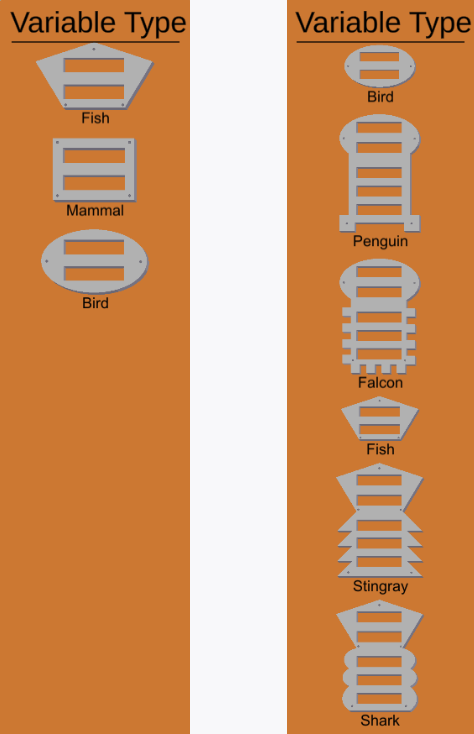 Variable Type
Fish
Mammal
Bird
Variable Type
Bird
Penguin
Falcon
Fish
Stingray
Shark